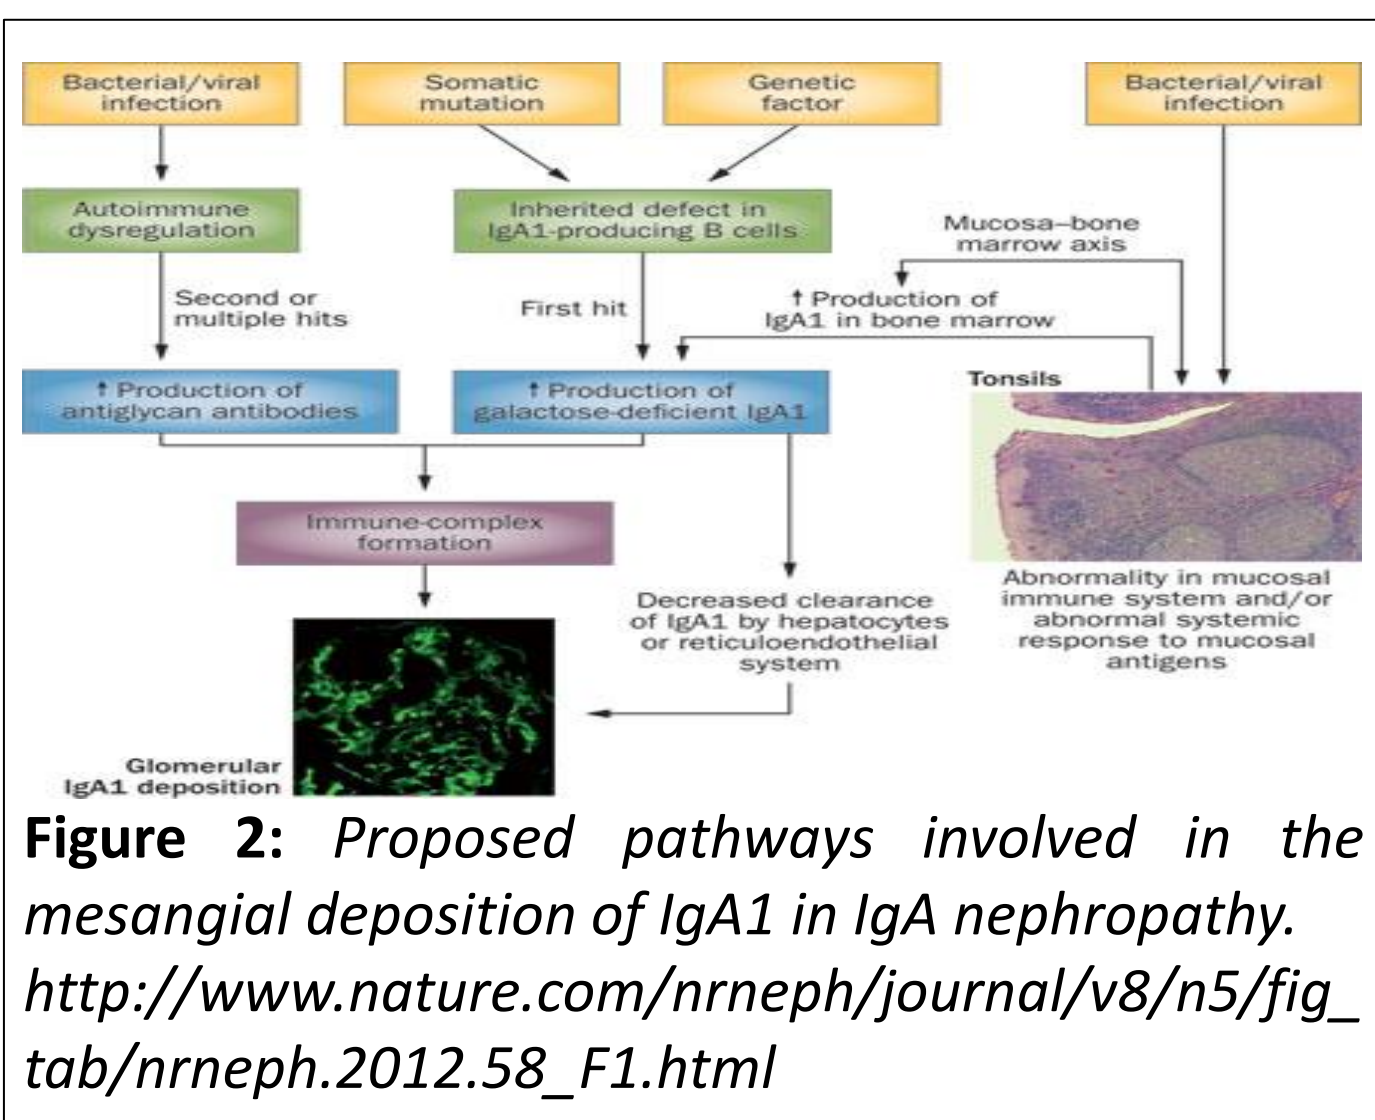 Bacterial/viral
infection
Somatic
mutation
Genetic
factor
Bacterial/viral
infection
Autoimmune
dysregulation
Inherited defect in
IgA1-producing B cells
Mucosa–bone
marrow axis
Second or
multiple hits
First hit
↑ Production of
IgA1 in bone marrow
↑ Production of
antiglycan antibodies
↑ Production of
galactose-deficient IgA1
Tonsils
Immune-complex
formation
Decreased clearance
of IgA1 by hepatocytes
or reticuloendothelial
system
Abnormality in mucosal
immune system and/or
abnormal systemic
response to mucosal
antigens
Glomerular
IgA1 deposition
Figure 2: Proposed pathways involved in the
mesangial deposition of IgA1 in IgA nephropathy.
http://www.nature.com/nrneph/journal/v8/n5/fig_
tab/nrneph.2012.58_F1.html